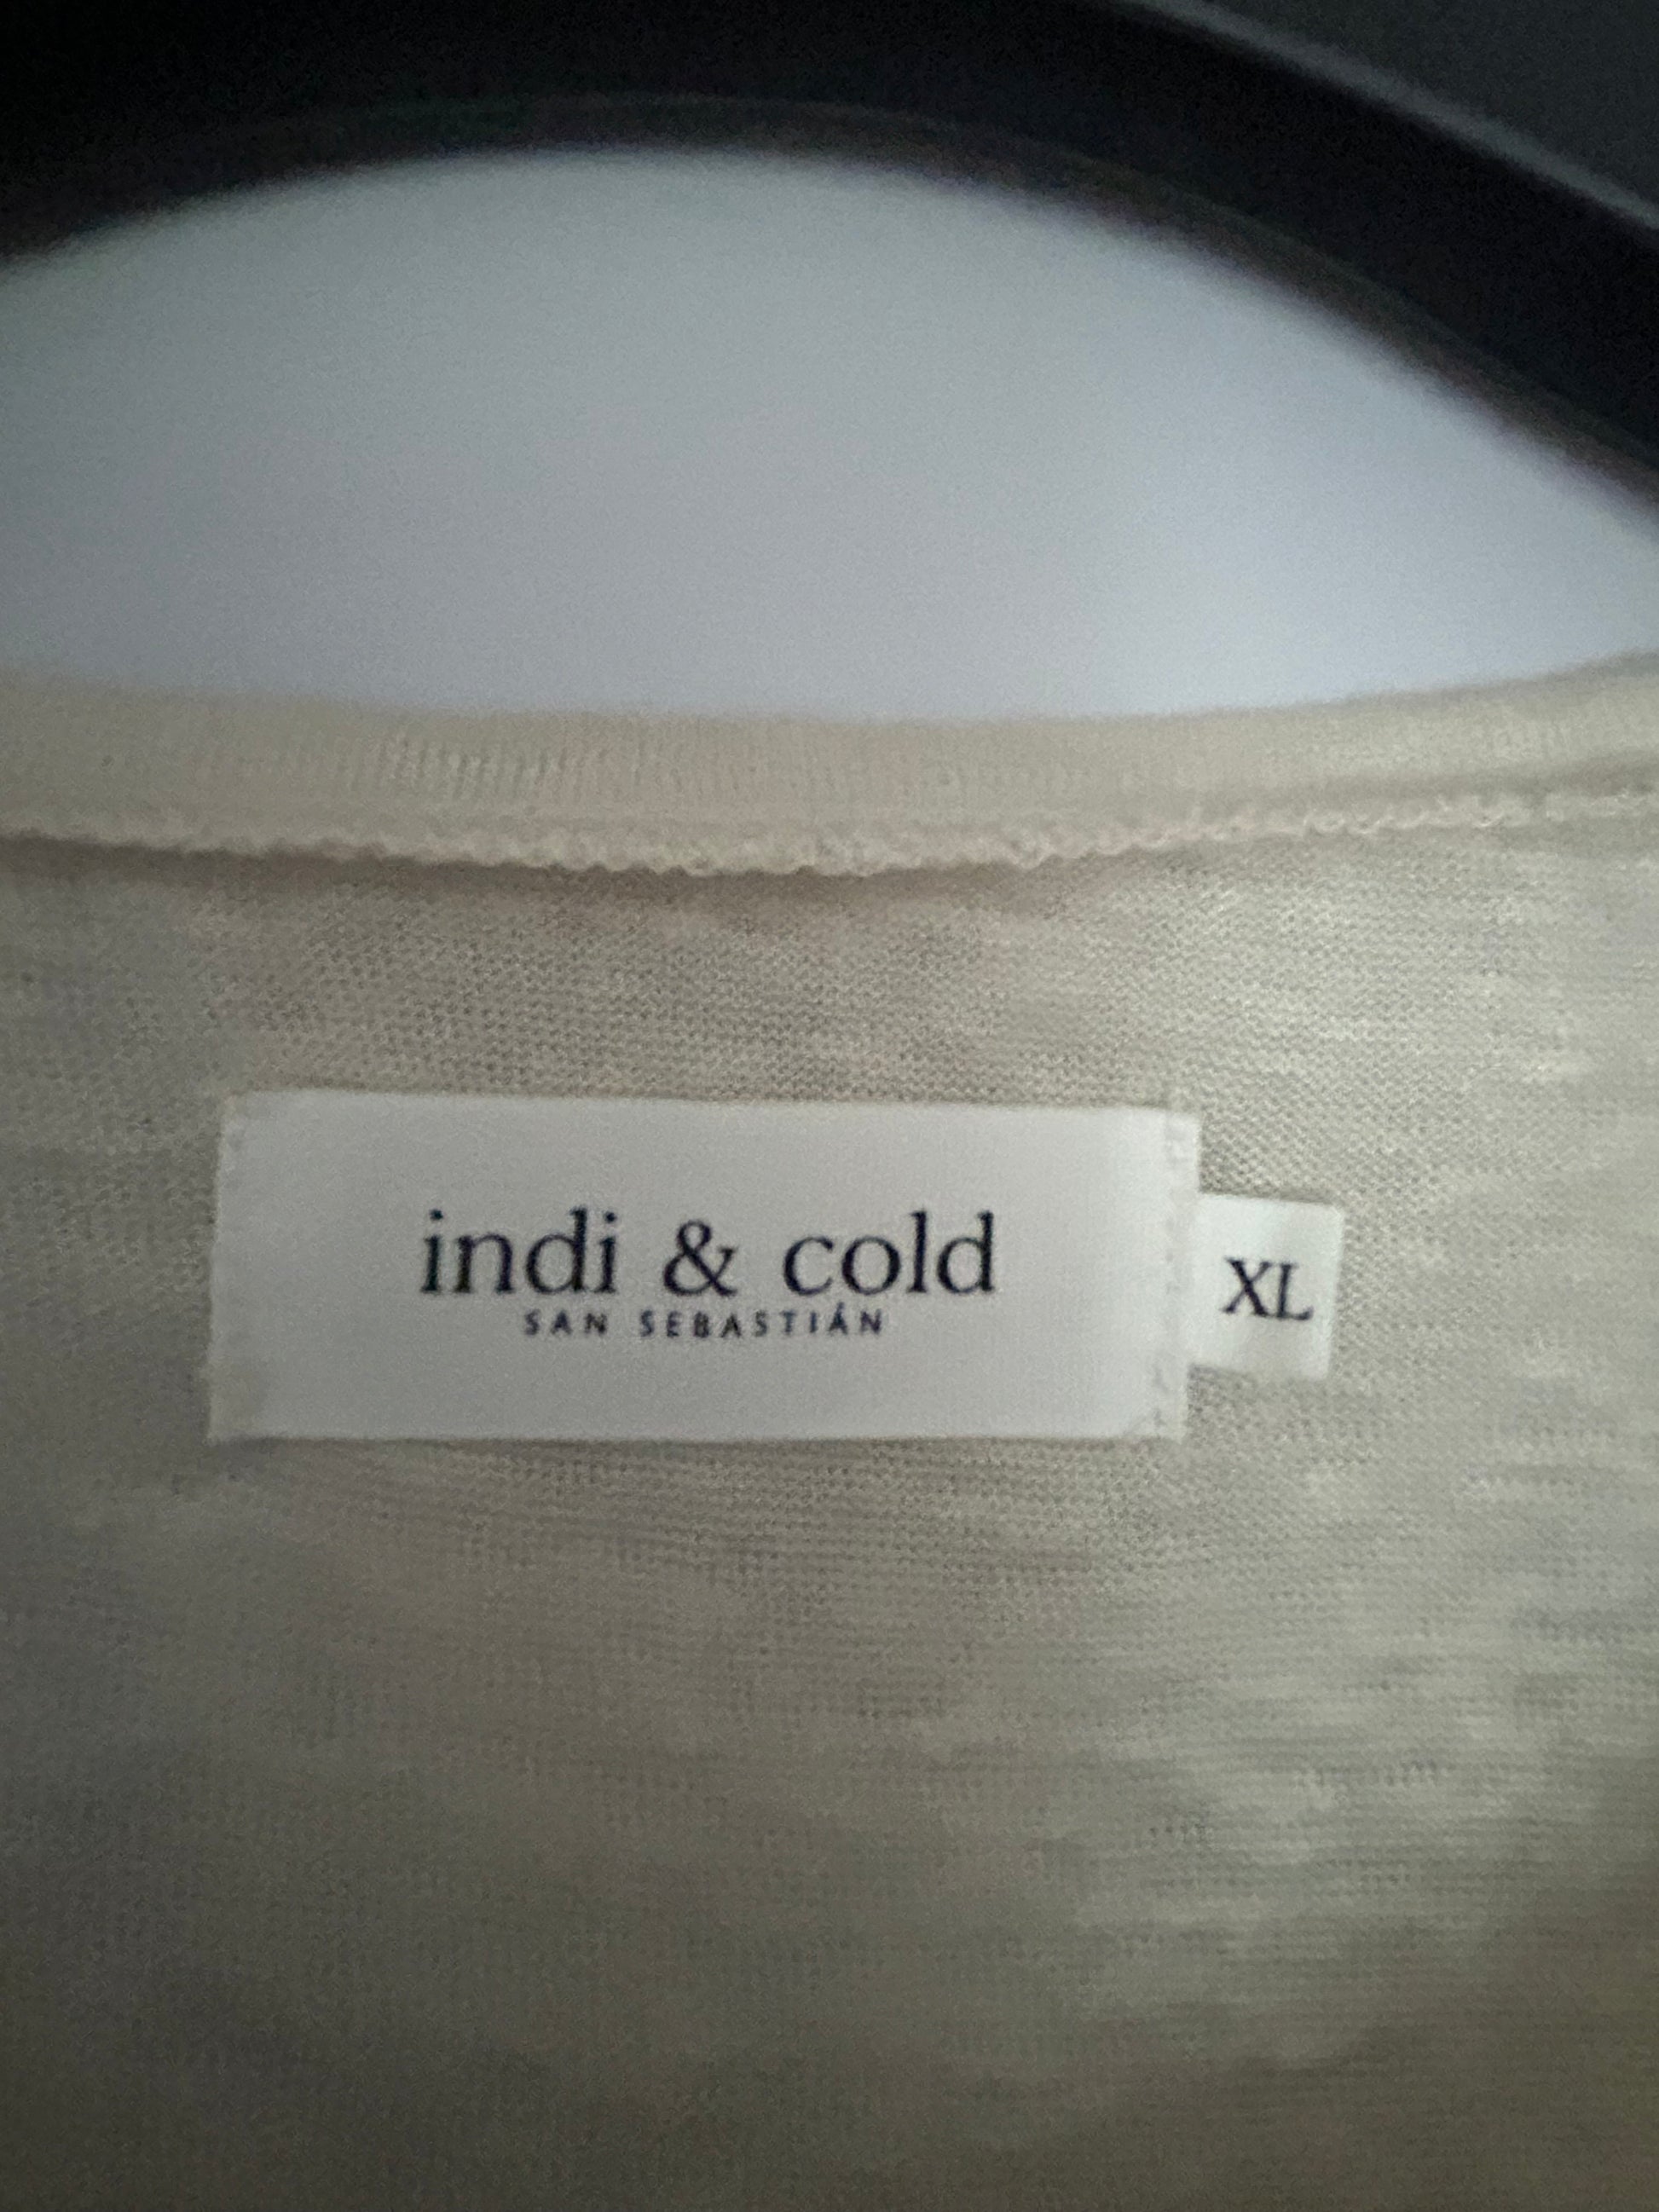 indi & cold
SAN SEBASTIÁN
XL